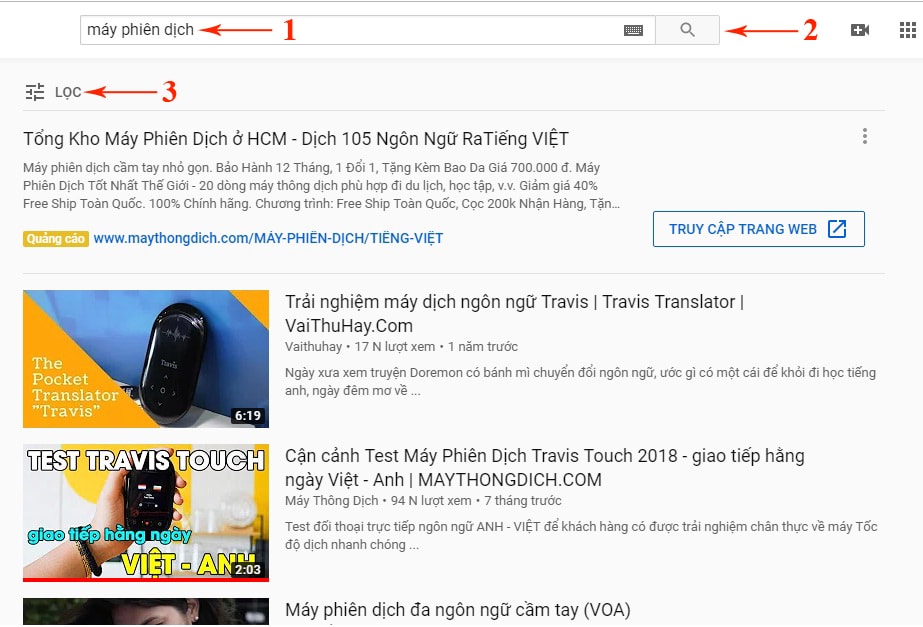 máy phiên dịch 1
2
LỌC 3
Tổng Kho Máy Phiên Dịch ở HCM - Dịch 105 Ngôn Ngữ RaTiếng VIỆT
Máy phiên dịch cầm tay nhỏ gọn. Bảo Hành 12 Tháng, 1 Đổi 1, Tặng Kèm Bao Da Giá 700.000 đ. Máy
Phiên Dịch Tốt Nhất Thế Giới - 20 dòng máy thông dịch phù hợp đi du lịch, học tập, v.v. Giảm giá 40%
Free Ship Toàn Quốc. 100% Chính hãng. Chương trình: Free Ship Toàn Quốc, Cọc 200k Nhận Hàng, Tặn...
Quảng cáo www.maythongdich.com/MÁY-PHIÊN-DỊCH/TIẾNG-VIỆT
TRUY CẬP TRANG WEB
The
Pocket
Translator
"Travis"
Travis
6:19
Trải nghiệm máy dịch ngôn ngữ Travis | Travis Translator |
VaiThuHay.Com
Vaithuhay • 17 N lượt xem • 1 năm trước
Ngày xưa xem truyện Doremon có bánh mì chuyển đổi ngôn ngữ, ước gì có một cái để khỏi đi học tiếng
anh, ngày đêm mơ về ...
TEST TRAVIS TOUCH
giao tiếp hằng ngày
VIỆT - ANH
2:03
Cận cảnh Test Máy Phiên Dịch Travis Touch 2018 - giao tiếp hằng
ngày Việt - Anh | MAYTHONGDICH.COM
Máy Thông Dịch • 94 N lượt xem • 7 tháng trước
Test đối thoại trực tiếp ngôn ngữ ANH - VIỆT để khách hàng có được trải nghiệm chân thực về máy Tốc
độ dịch nhanh chóng ...
Máy phiên dịch đa ngôn ngữ cầm tay (VOA)